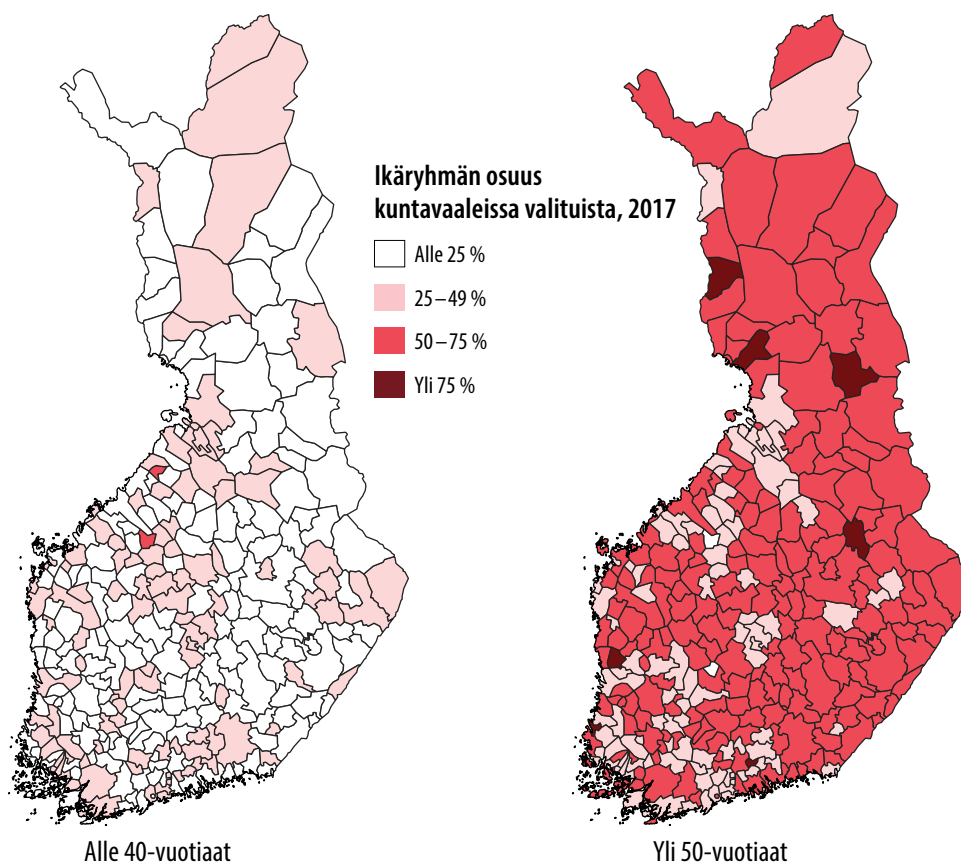 Ikäryhmän osuus
kuntavaaleissa valituista, 2017
Alle 25 %
25–49 %
50–75 %
Yli 75 %
Alle 40-vuotiaat
Yli 50-vuotiaat